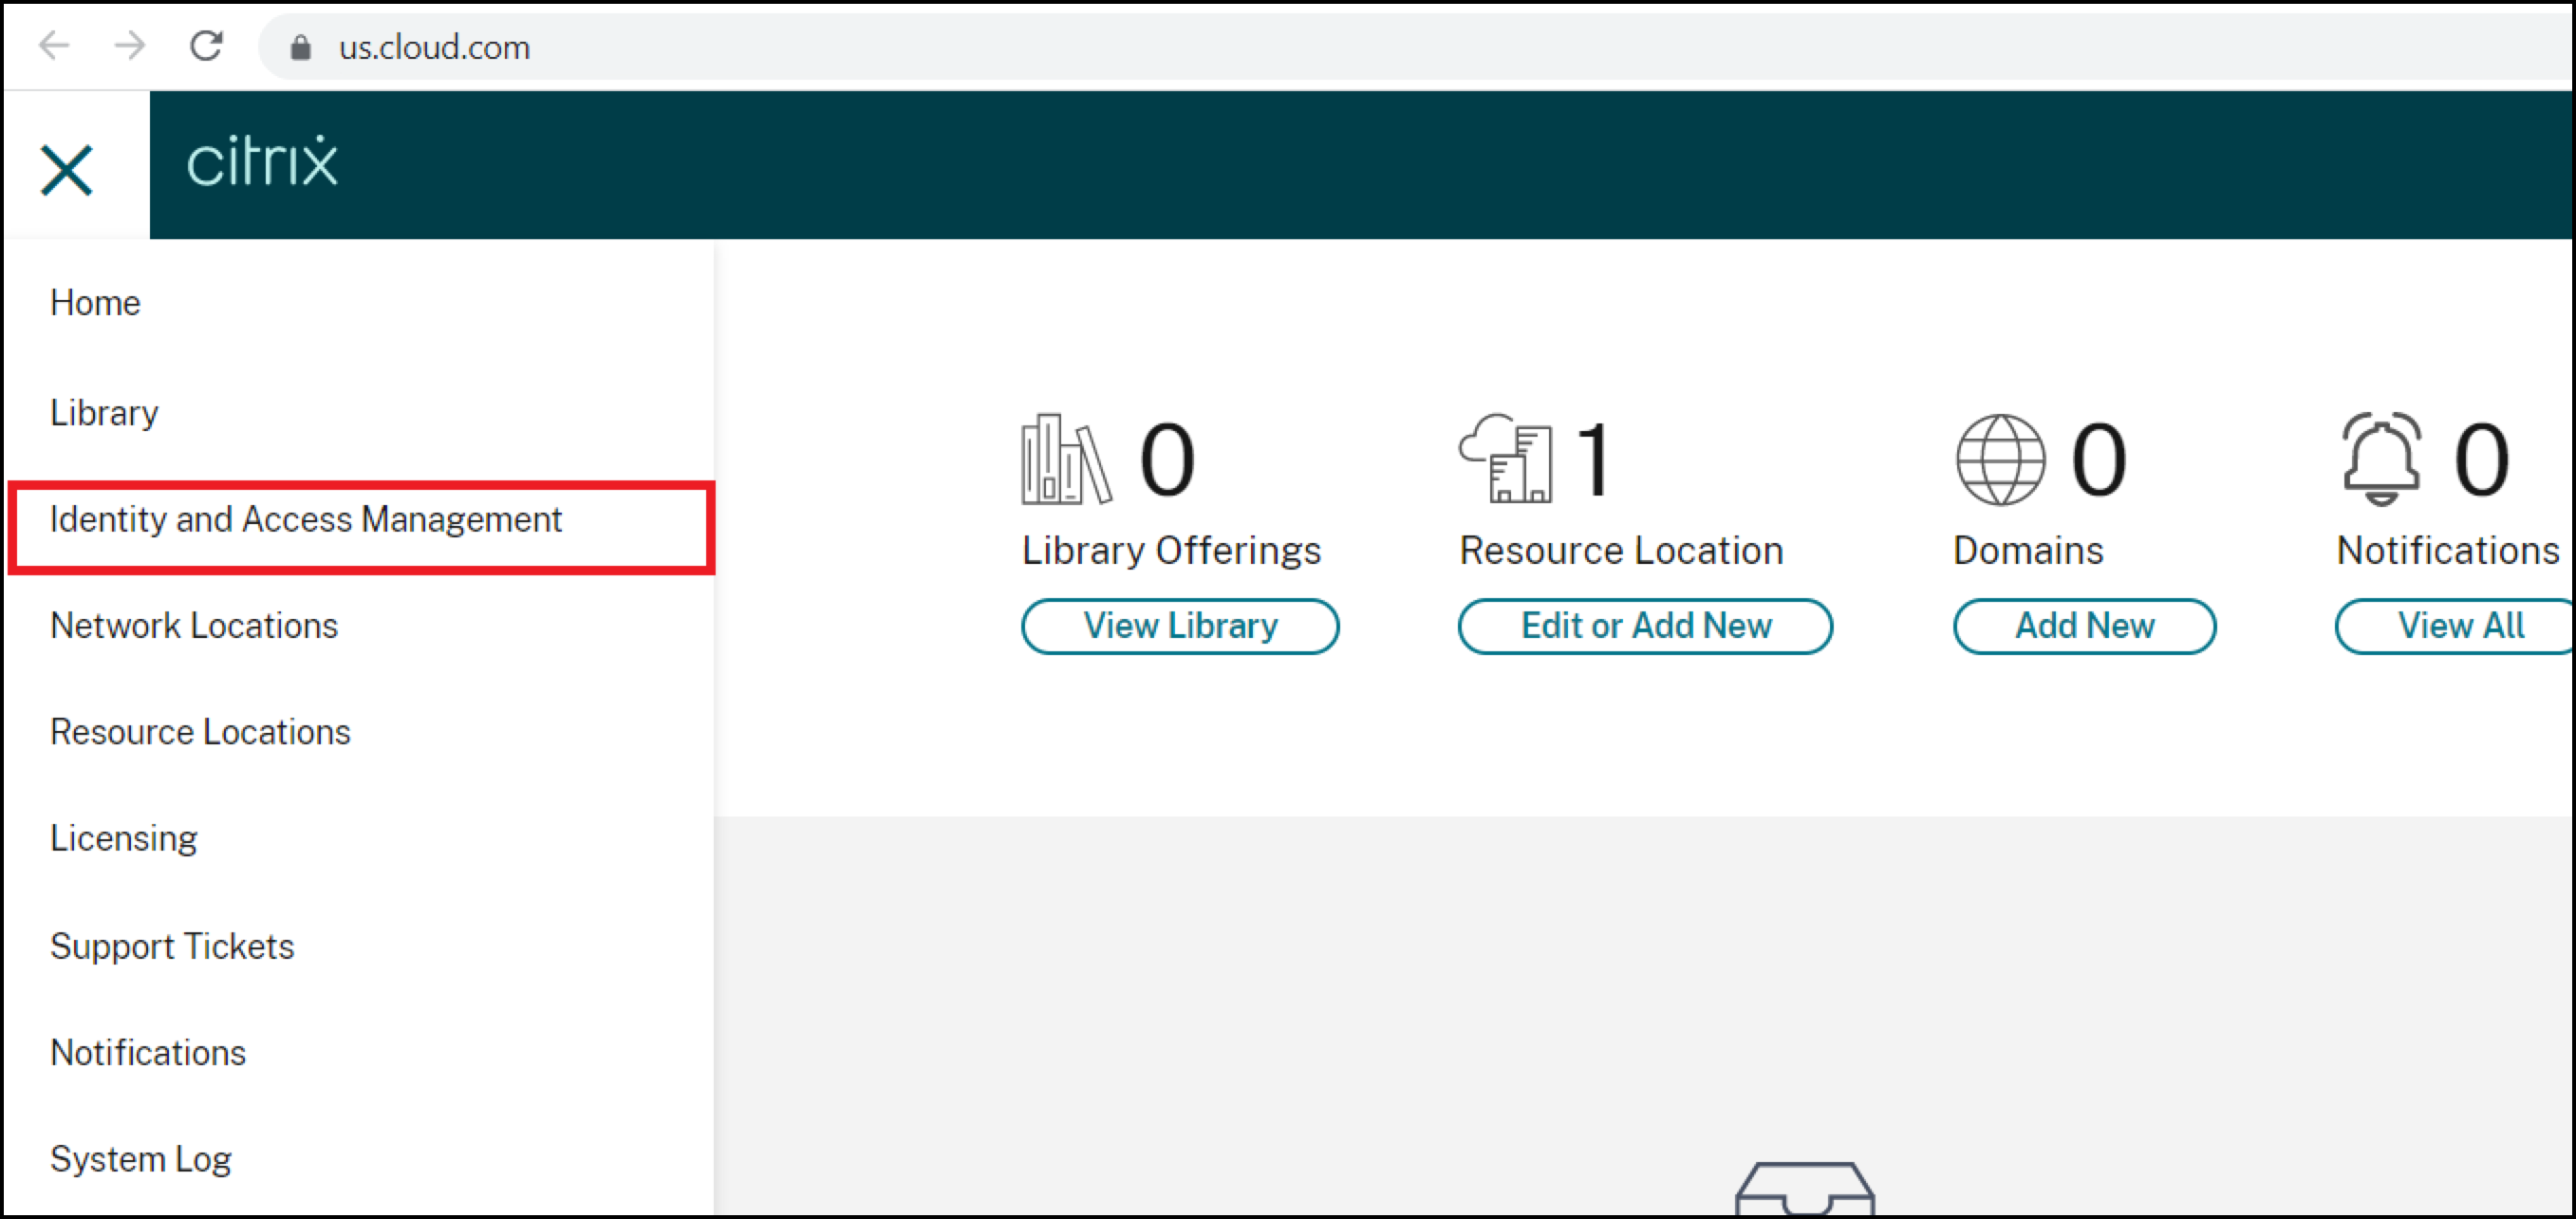 us.cloud.com
citrix
Home
Library
Identity and Access Management
Network Locations
Resource Locations
Licensing
Support Tickets
Notifications
System Log
0
Library Offerings
View Library
1
Resource Location
Edit or Add New
0
Domains
Add New
0
Notifications
View All